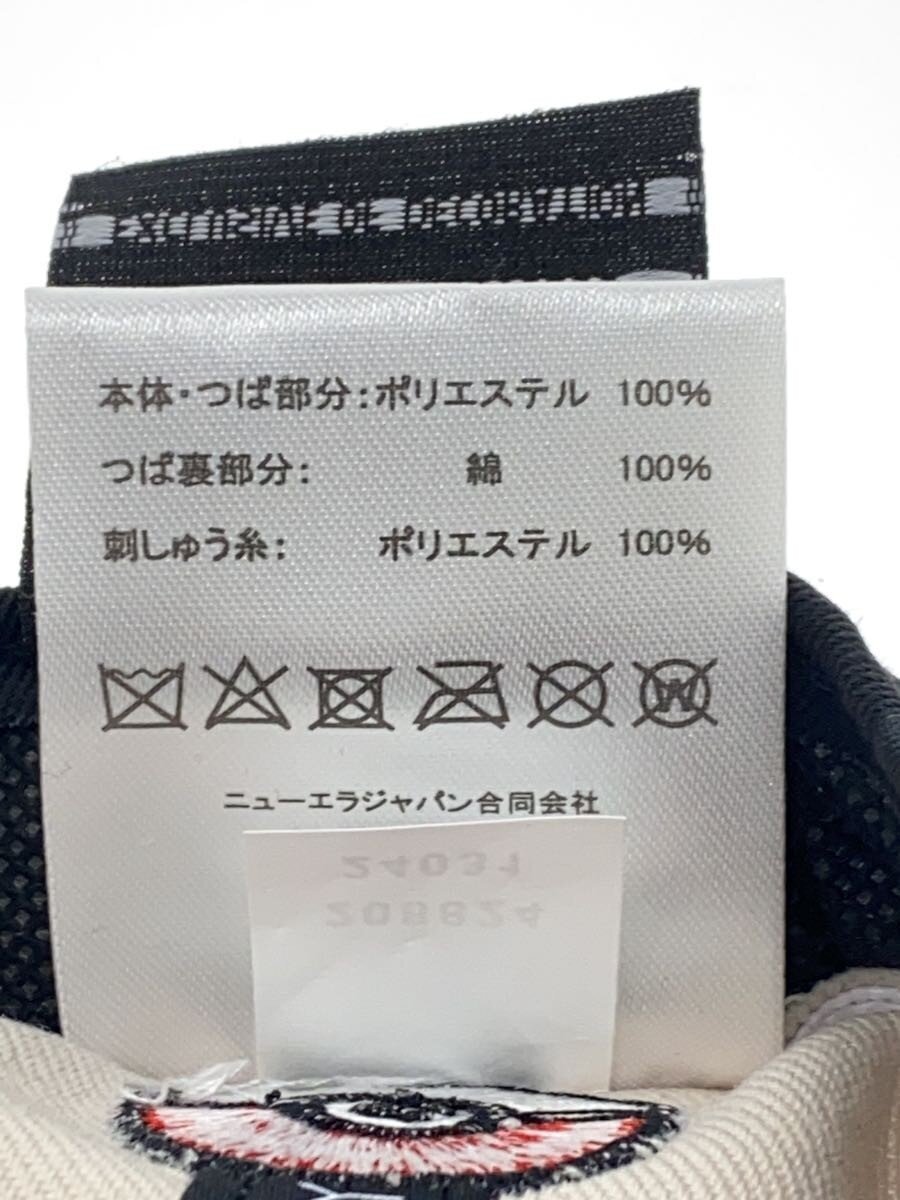 本体・つば部分:ポリエステル 100%
つば裏部分: 綿 100%
刺しゅう糸: ポリエステル 100%
ニューエラジャパン合同会社